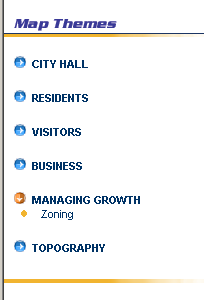 Map Themes
CITY HALL
RESIDENTS
VISITORS
BUSINESS
MANAGING GROWTH
Zoning
TOPOGRAPHY